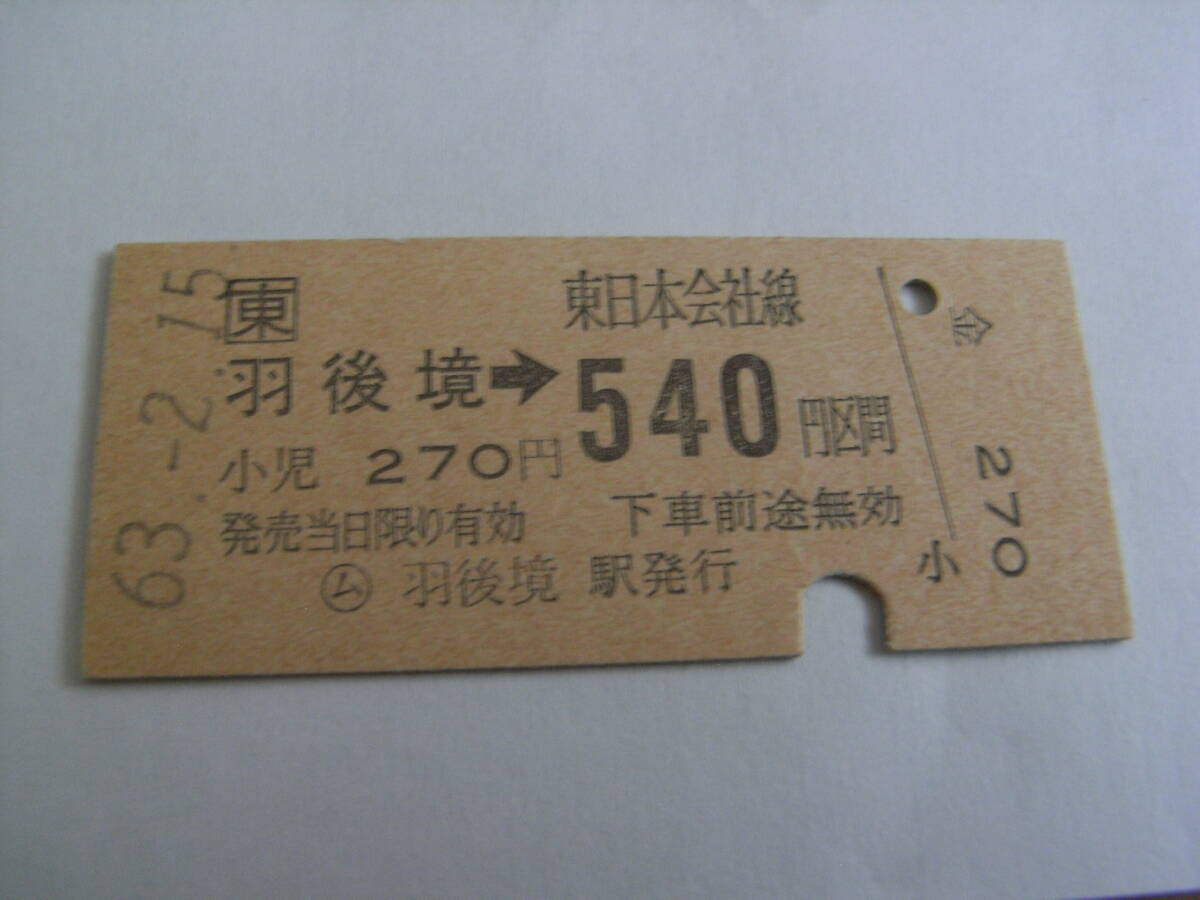 63.-2.15
東
東日本会社線
羽後境➡540円区間
小児 270円
発売当日限り有効 下車前途無効
㋰ 羽後境 駅発行
金
270
小